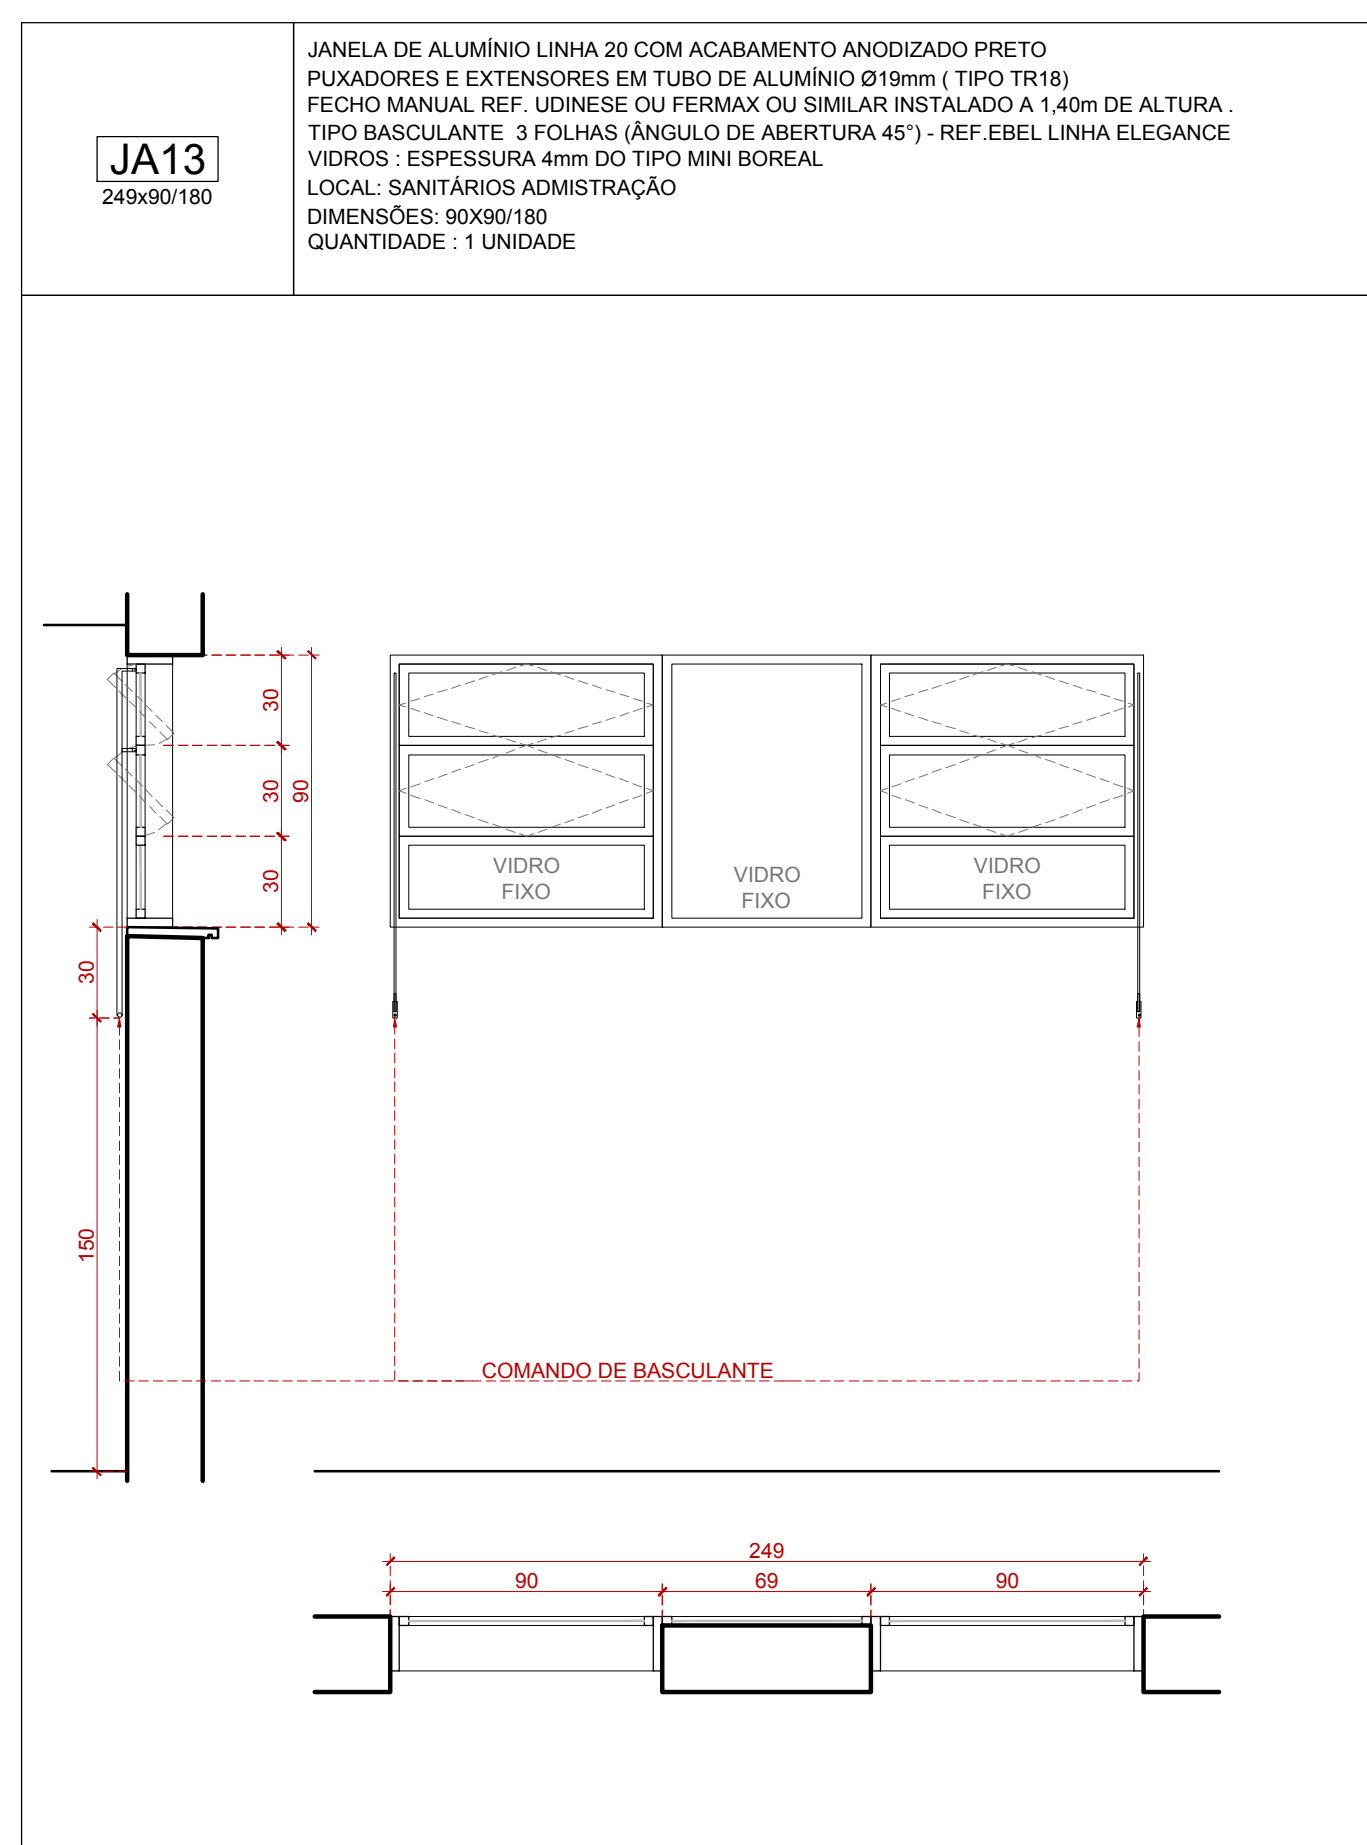 JA13
249x90/180
JANELA DE ALUMÍNIO LINHA 20 COM ACABAMENTO ANODIZADO PRETO
PUXADORES E EXTENSORES EM TUBO DE ALUMÍNIO Ø19mm ( TIPO TR18)
FECHO MANUAL REF. UDINESE OU FERMAX OU SIMILAR INSTALADO A 1,40m DE ALTURA .
TIPO BASCULANTE 3 FOLHAS (ÂNGULO DE ABERTURA 45°) - REF.EBEL LINHA ELEGANCE
VIDROS : ESPESSURA 4mm DO TIPO MINI BOREAL
LOCAL: SANITÁRIOS ADMISTRAÇÃO
DIMENSÕES: 90X90/180
QUANTIDADE : 1 UNIDADE
30
30
90
30
30
150
VIDRO
FIXO
VIDRO
FIXO
VIDRO
FIXO
COMANDO DE BASCULANTE
249
90
69
90